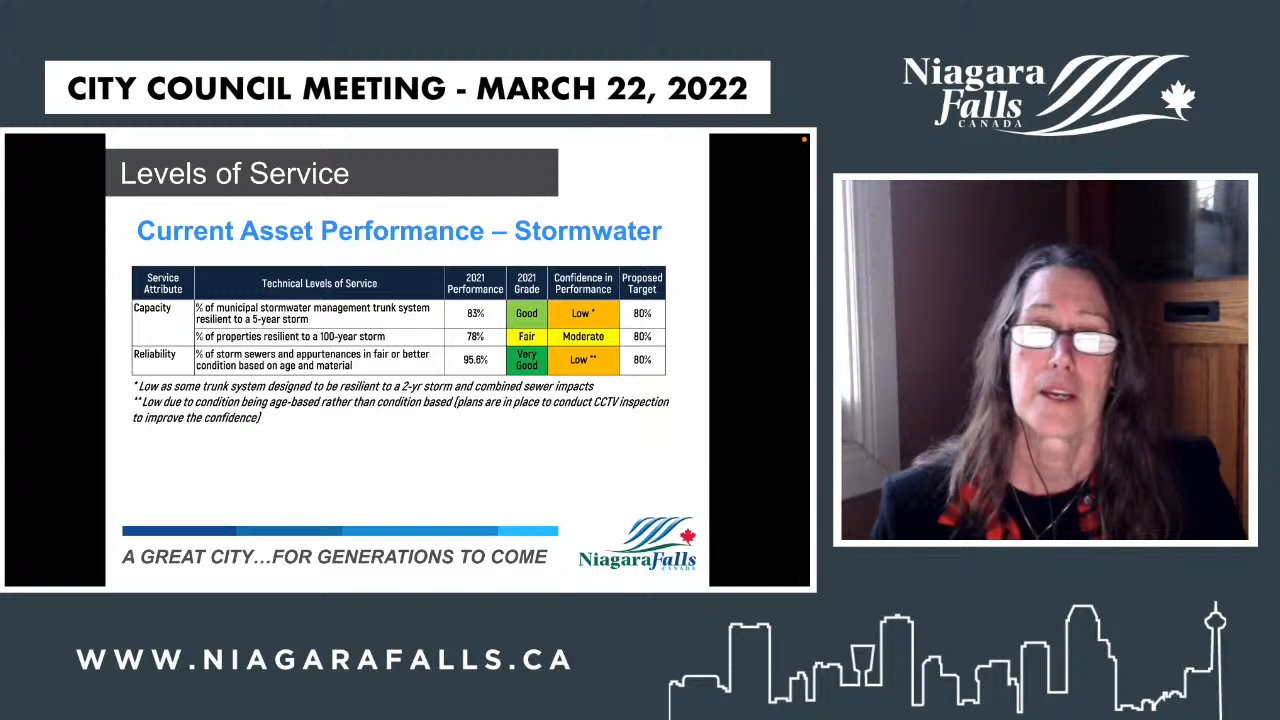 CITY COUNCIL MEETING - MARCH 22, 2022
Niagara
Falls
CANADA
Levels of Service
Current Asset Performance – Stormwater
Service Attribute Technical Levels of Service 2021 Performance 2021 Grade Confidence in Performance Proposed Target
Capacity % of municipal stormwater management trunk system resilient to a 5-year storm 83% Good Low * 80%
% of properties resilient to a 100-year storm 78% Fair Moderate 80%
Reliability % of storm sewers and appurtenances in fair or better condition based on age and material 95.6% Very Good Low ** 80%
* Low as some trunk system designed to be resilient to a 2-yr storm and combined sewer impacts
** Low due to condition being age-based rather than condition based (plans are in place to conduct CCTV inspection
to improve the confidence)
A GREAT CITY...FOR GENERATIONS TO COME
NiagaraFalls
CANADA
WWW.NIAGARAFALLS.CA